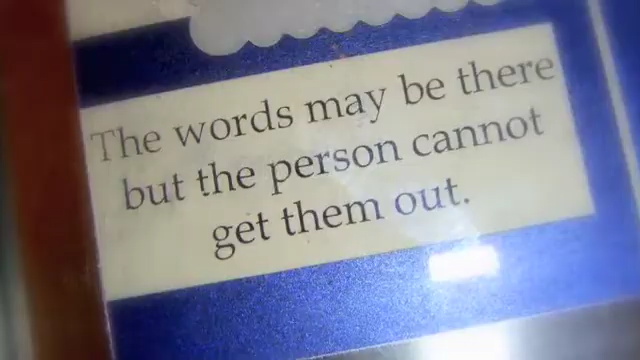 The words may be there
but the person cannot
get them out.